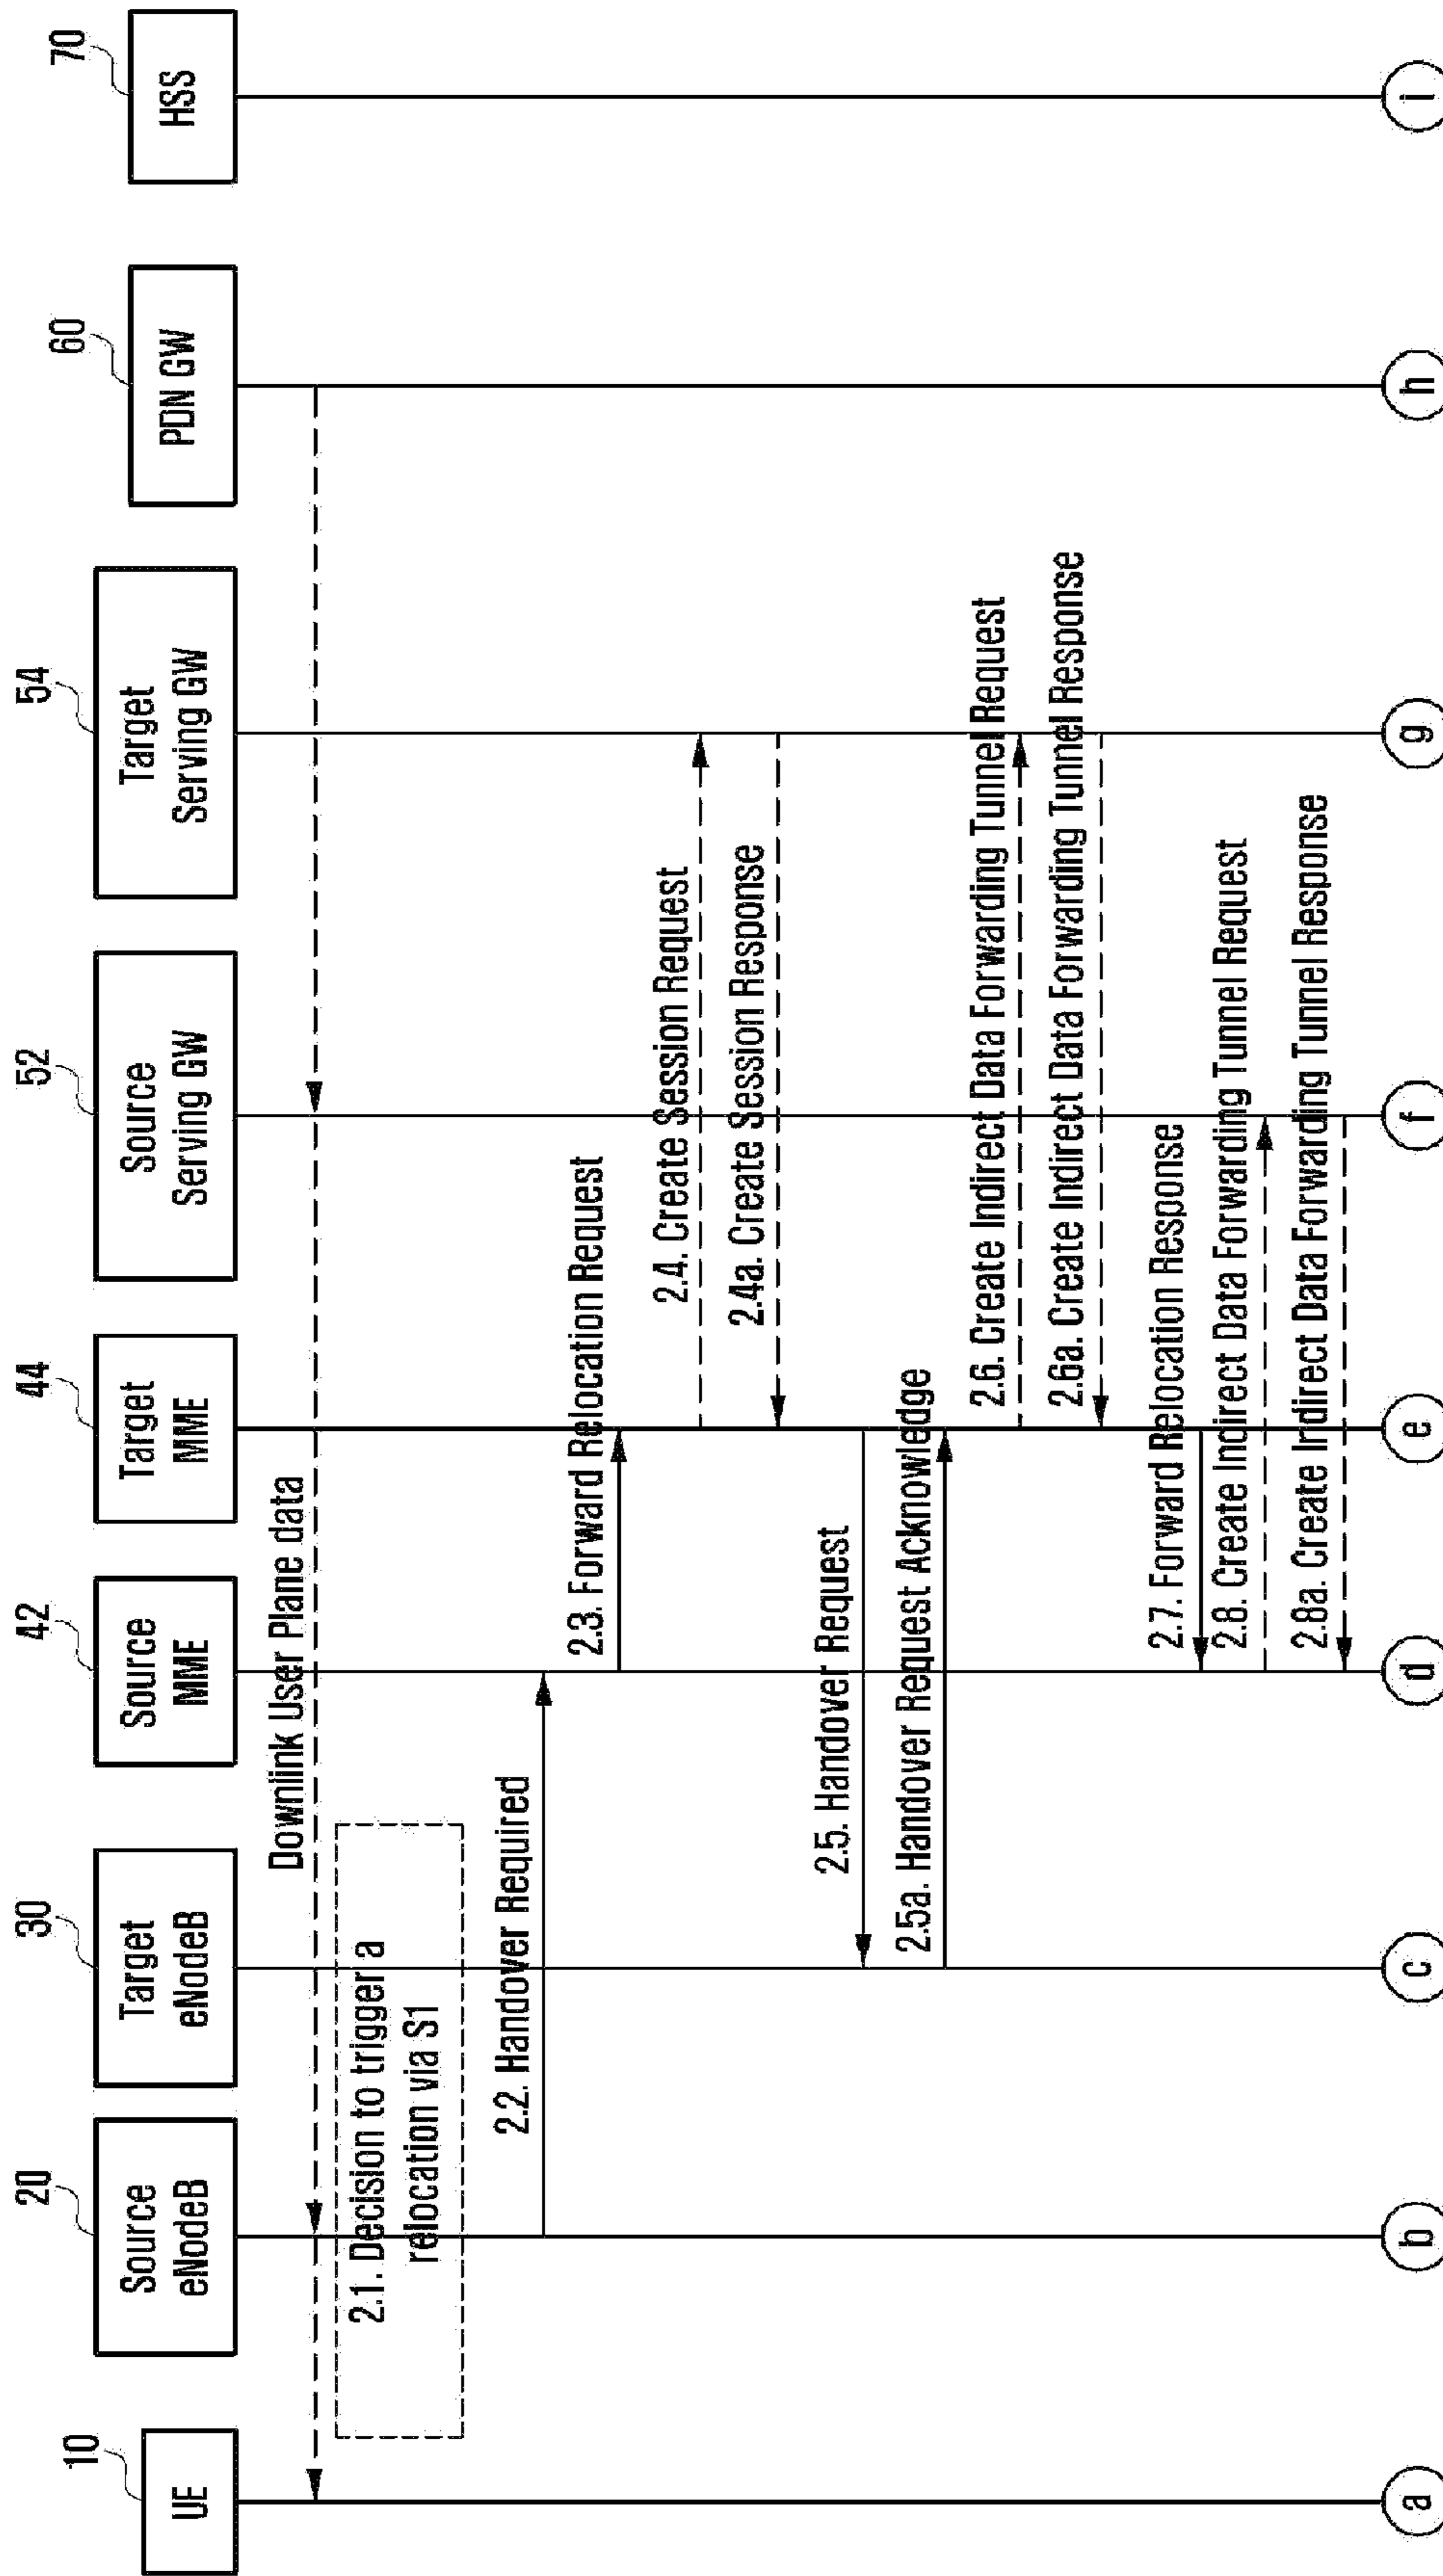 10
20
30
42
44
52
54
60
70
UE
Source
eNodeB
Target
eNodeB
Source
MME
Target
MME
Source
Serving GW
Target
Serving GW
PDN GW
HSS
Downlink User Plane data
2.1. Decision to trigger a
relocation via S1
2.2. Handover Required
2.3. Forward Relocation Request
2.4. Create Session Request
2.4a. Create Session Response
2.5. Handover Request
2.5a. Handover Request Acknowledge
2.6. Create Indirect Data Forwarding Tunnel Request
2.6a. Create Indirect Data Forwarding Tunnel Response
2.7. Forward Relocation Response
2.8. Create Indirect Data Forwarding Tunnel Request
2.8a. Create Indirect Data Forwarding Tunnel Response
a
b
c
d
e
f
g
h
i